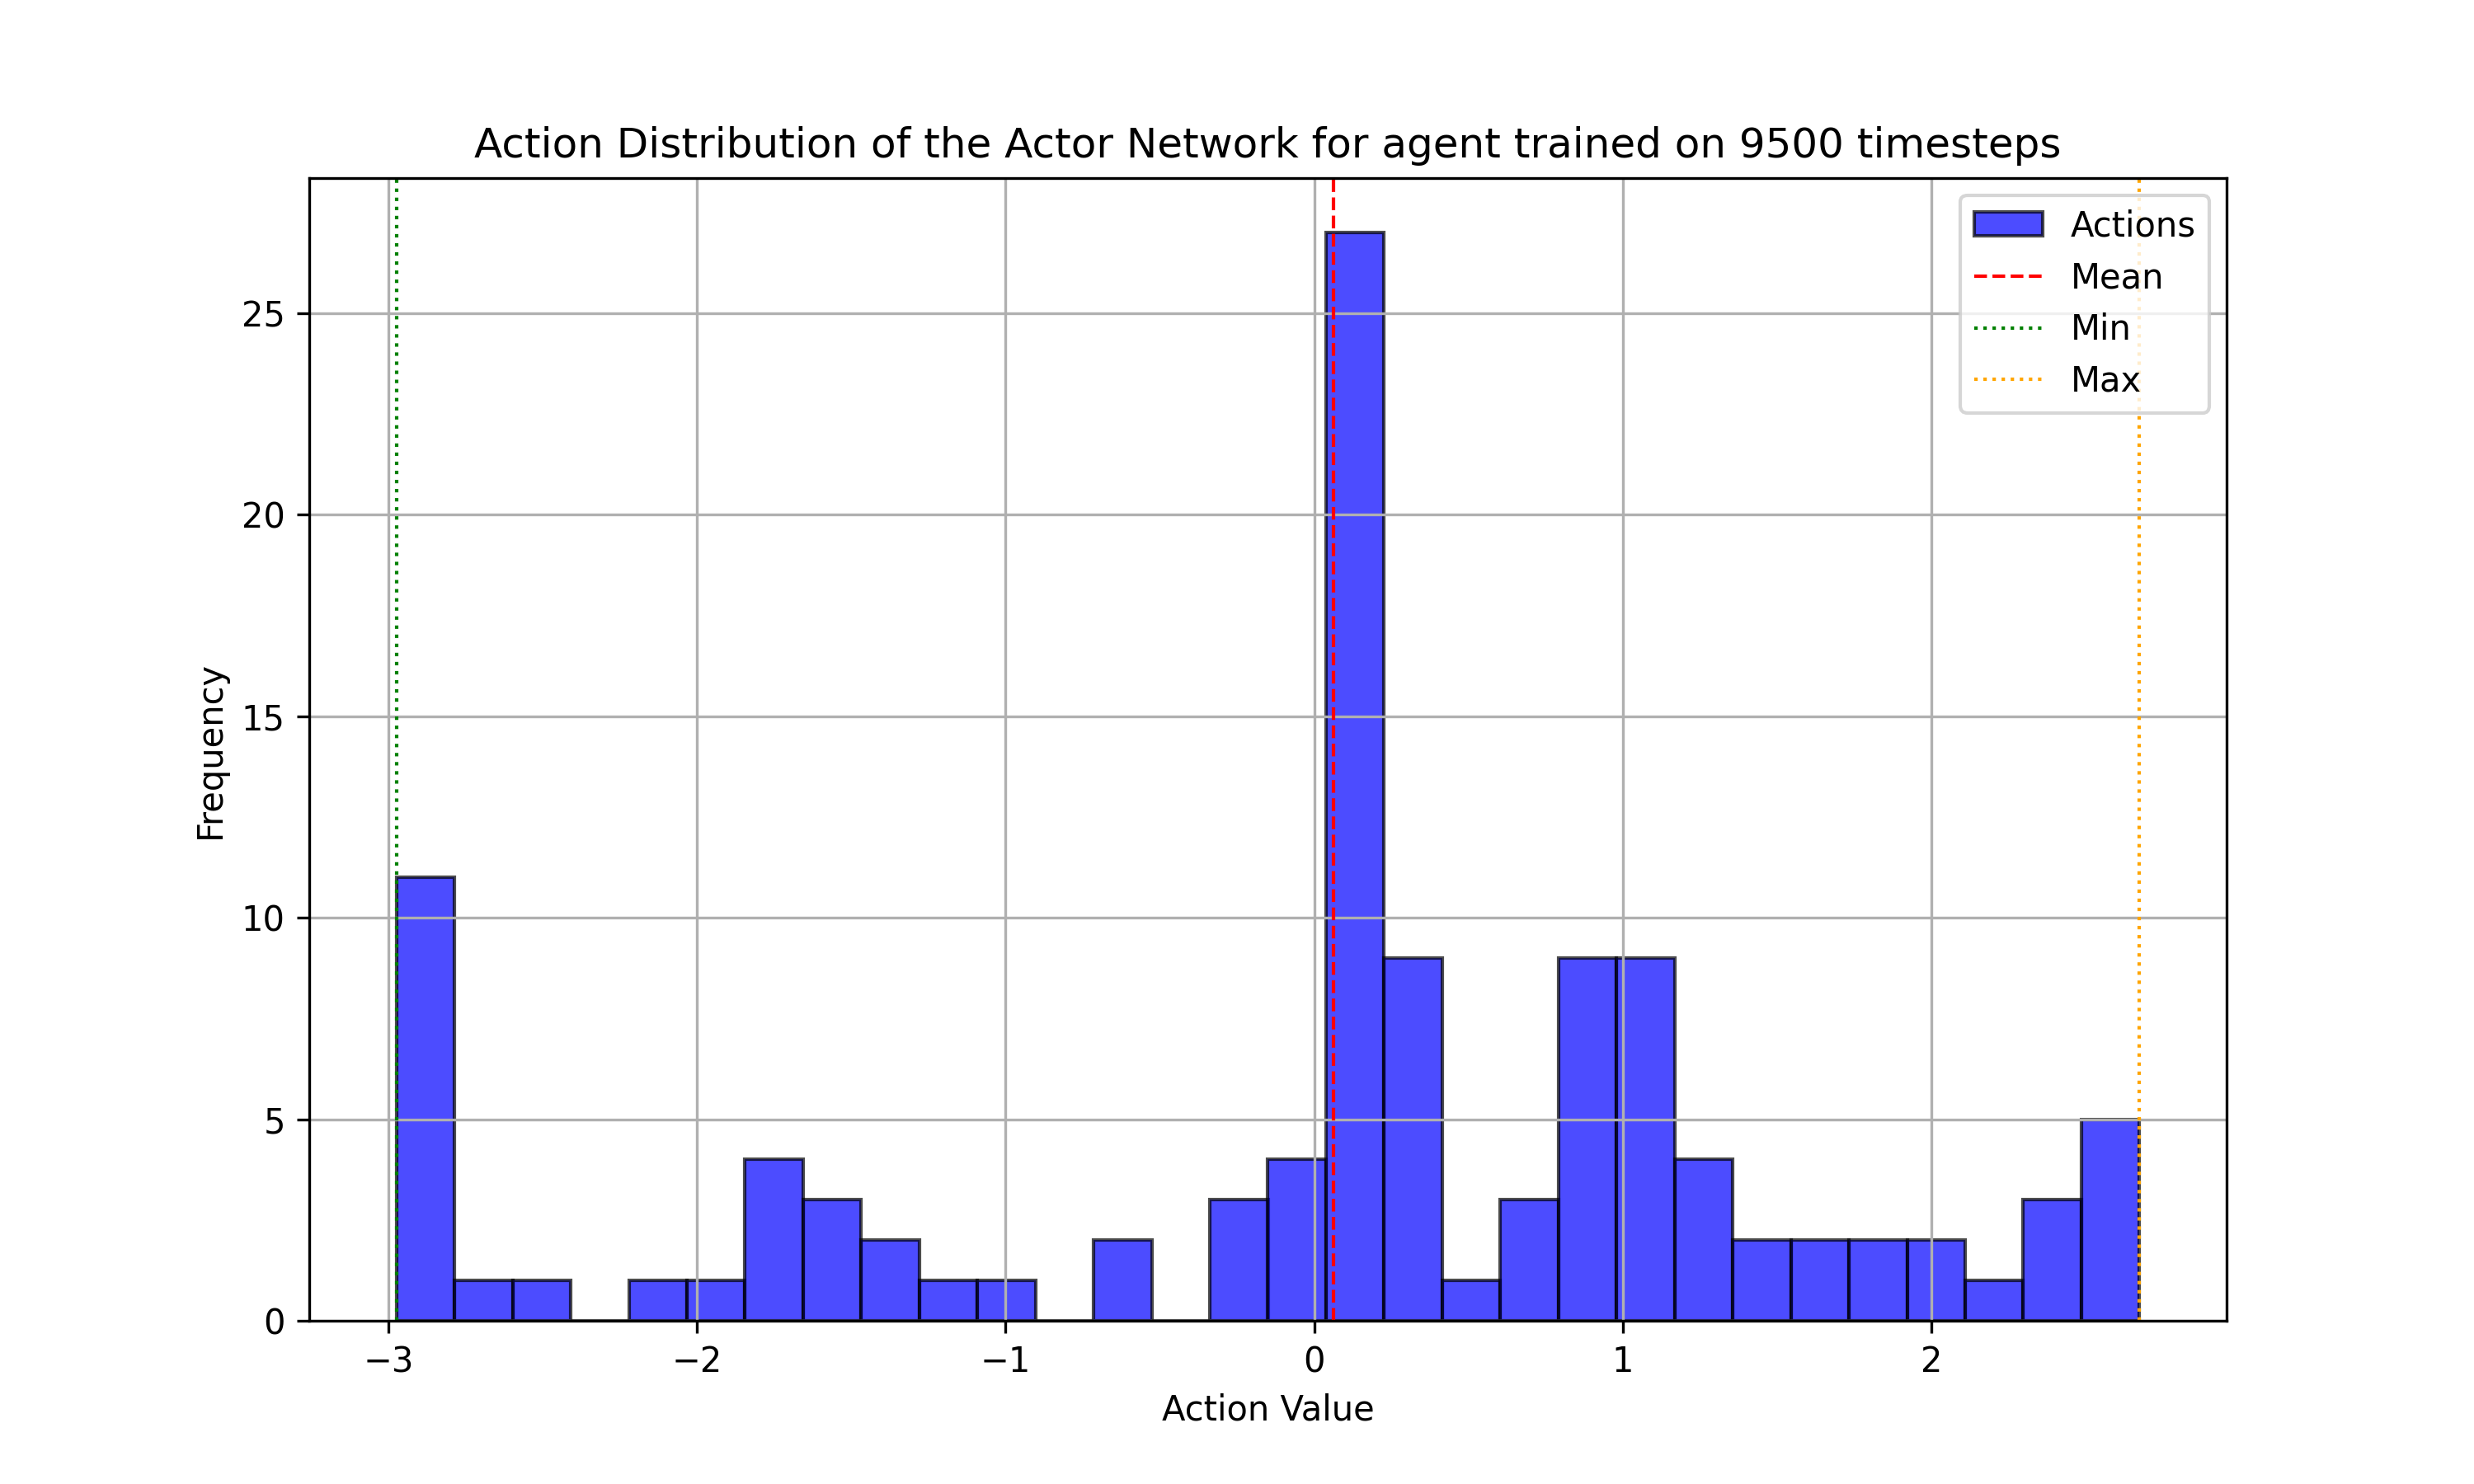 Action Distribution of the Actor Network for agent trained on 9500 timesteps
Actions
Mean
Min
Max
Frequency
25
20
15
10
5
0
−3
−2
−1
0
1
2
Action Value